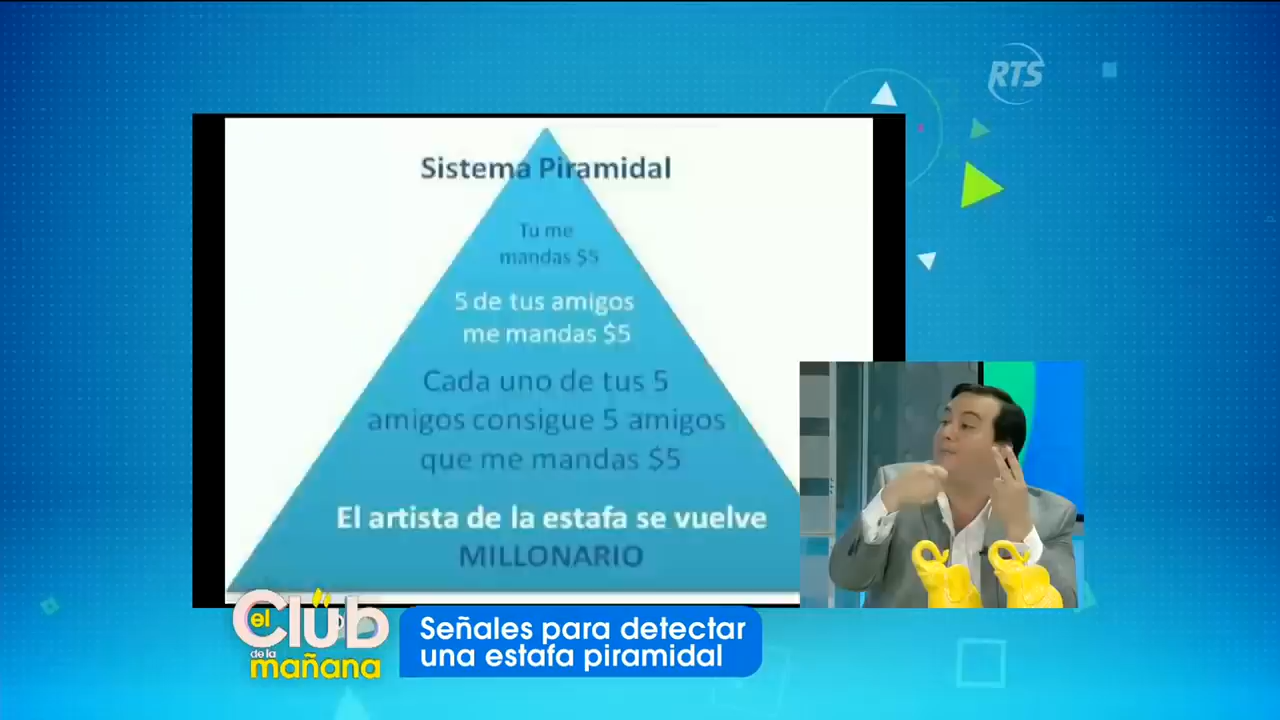 RTS
Sistema Piramidal
Tu me
mandas $5
5 de tus amigos
me mandas $5
Cada uno de tus 5
amigos consigue 5 amigos
que me mandas $5
El artista de la estafa se vuelve
MILLONARIO
el Club
de la
mañana
Señales para detectar
una estafa piramidal